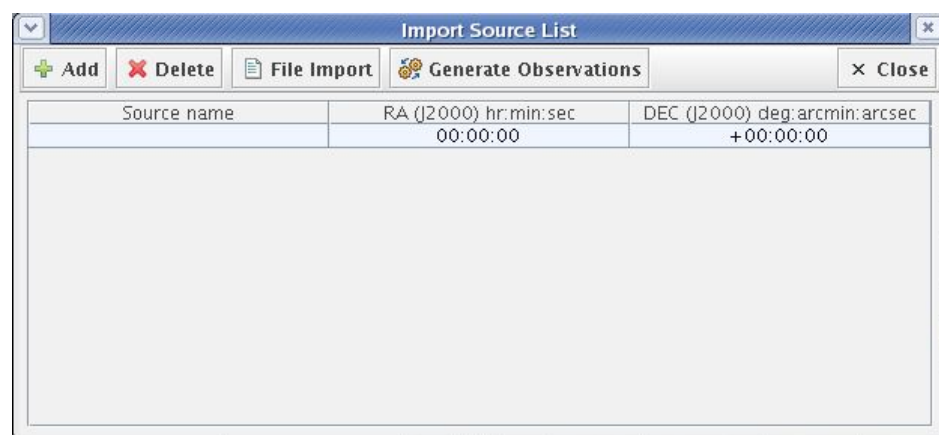 Import Source List
Add Delete File Import Generate Observations × Close
Source name RA (J2000) hr:min:sec DEC (J2000) deg:arcmin:arcsec
00:00:00 +00:00:00